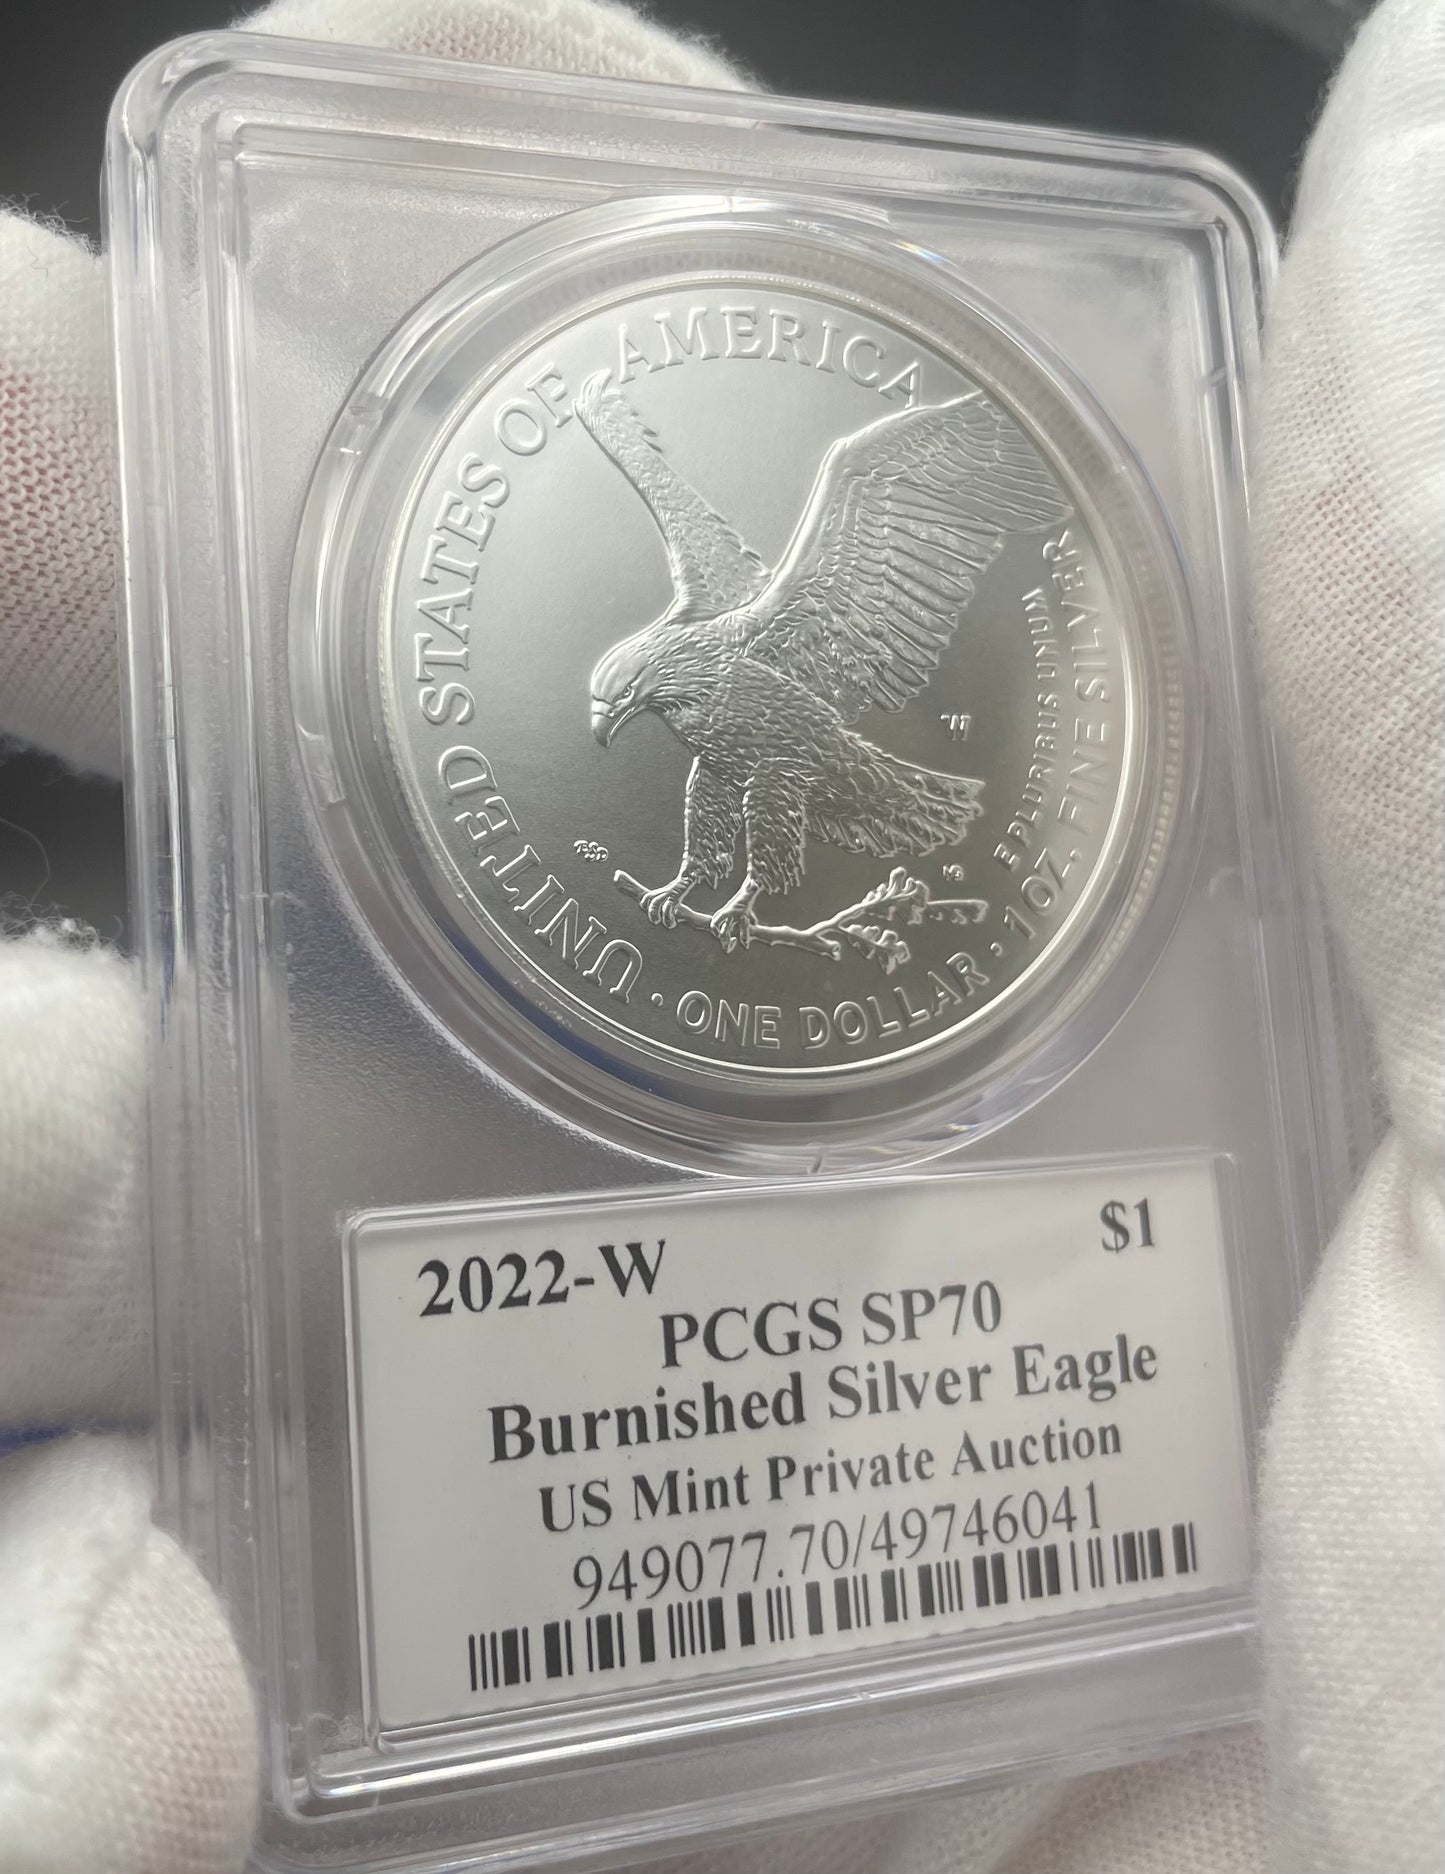 UNITED STATES OF AMERICA
W
E PLURIBUS UNUM
1 OZ. FINE SILVER
• ONE DOLLAR •
MG
2022-W
$1
PCGS SP70
Burnished Silver Eagle
US Mint Private Auction
949077.70/49746041